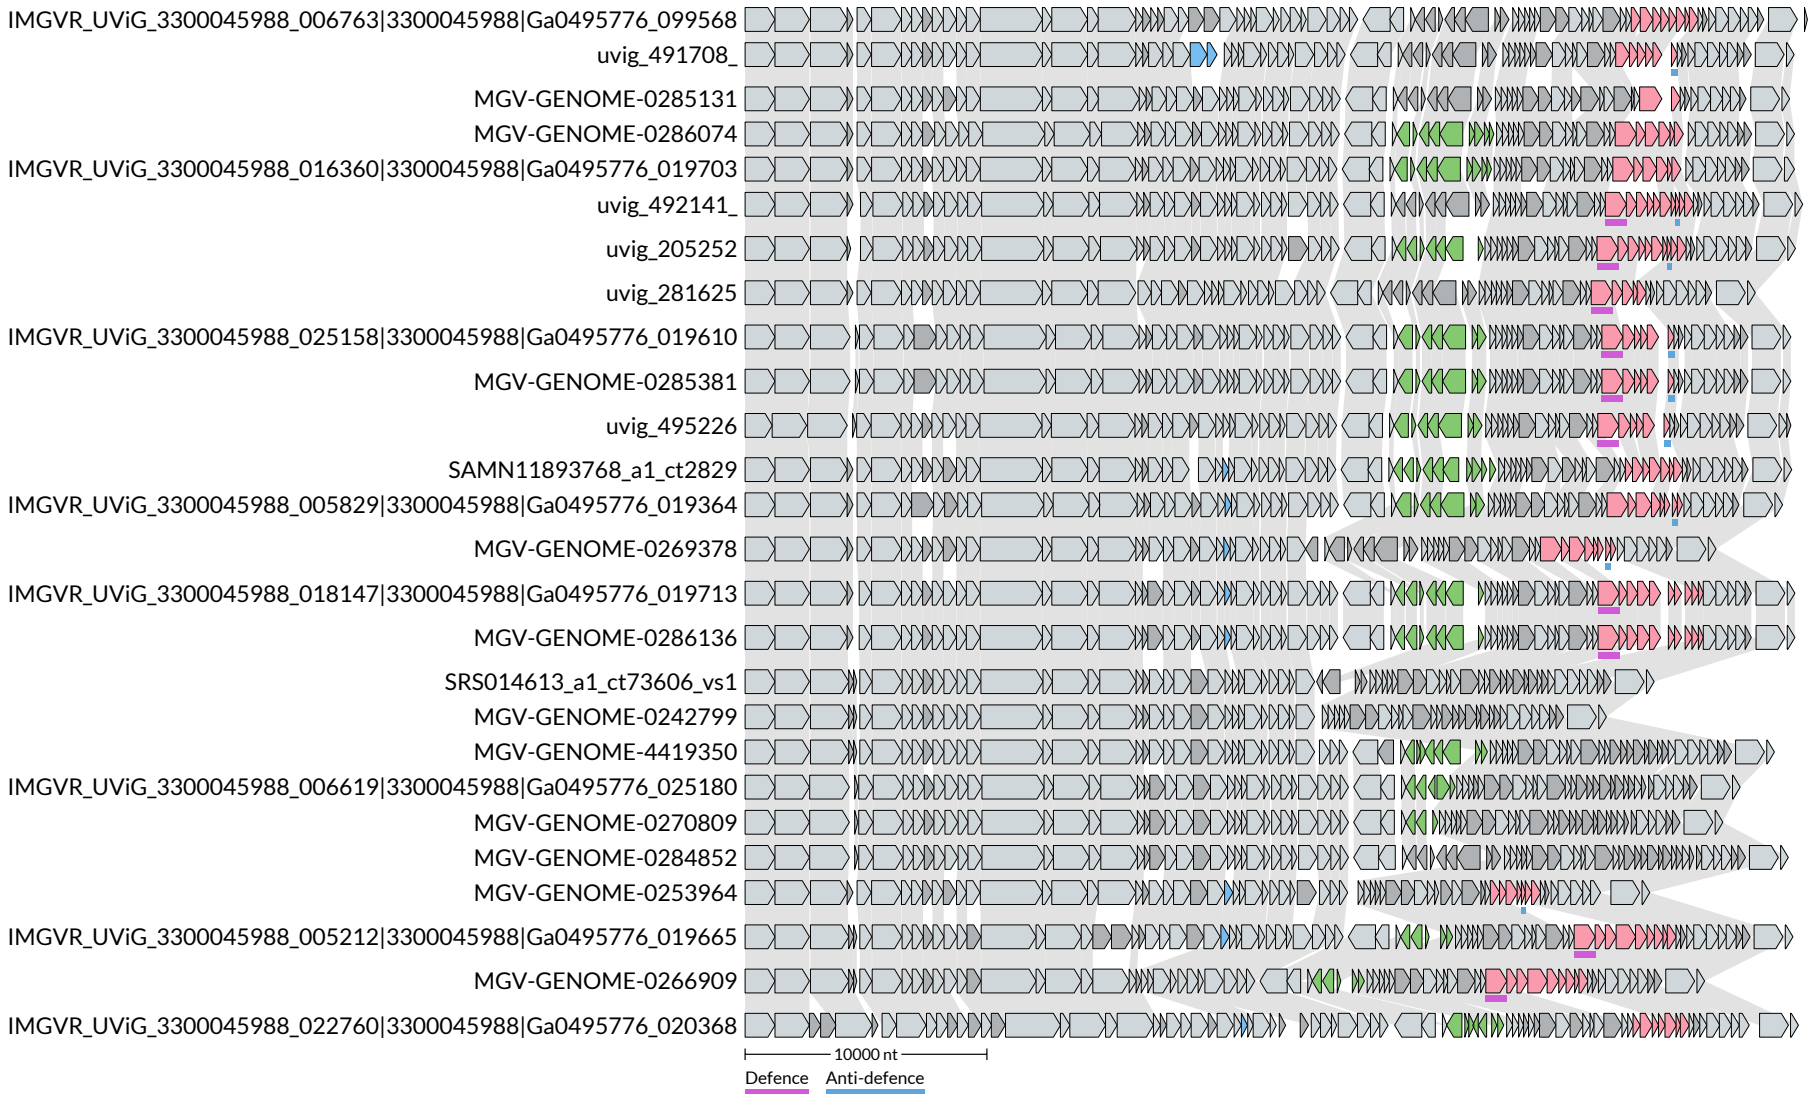 IMGVR_UViG_3300045988_006763|3300045988|Ga0495776_099568
uvig_491708_
MGV-GENOME-0285131
MGV-GENOME-0286074
IMGVR_UViG_3300045988_016360|3300045988|Ga0495776_019703
uvig_492141_
uvig_205252
uvig_281625
IMGVR_UViG_3300045988_025158|3300045988|Ga0495776_019610
MGV-GENOME-0285381
uvig_495226
SAMN11893768_a1_ct2829
IMGVR_UViG_3300045988_005829|3300045988|Ga0495776_019364
MGV-GENOME-0269378
IMGVR_UViG_3300045988_018147|3300045988|Ga0495776_019713
MGV-GENOME-0286136
SRS014613_a1_ct73606_vs1
MGV-GENOME-0242799
MGV-GENOME-4419350
IMGVR_UViG_3300045988_006619|3300045988|Ga0495776_025180
MGV-GENOME-0270809
MGV-GENOME-0284852
MGV-GENOME-0253964
IMGVR_UViG_3300045988_005212|3300045988|Ga0495776_019665
MGV-GENOME-0266909
IMGVR_UViG_3300045988_022760|3300045988|Ga0495776_020368
10000 nt
Defence Anti-defence